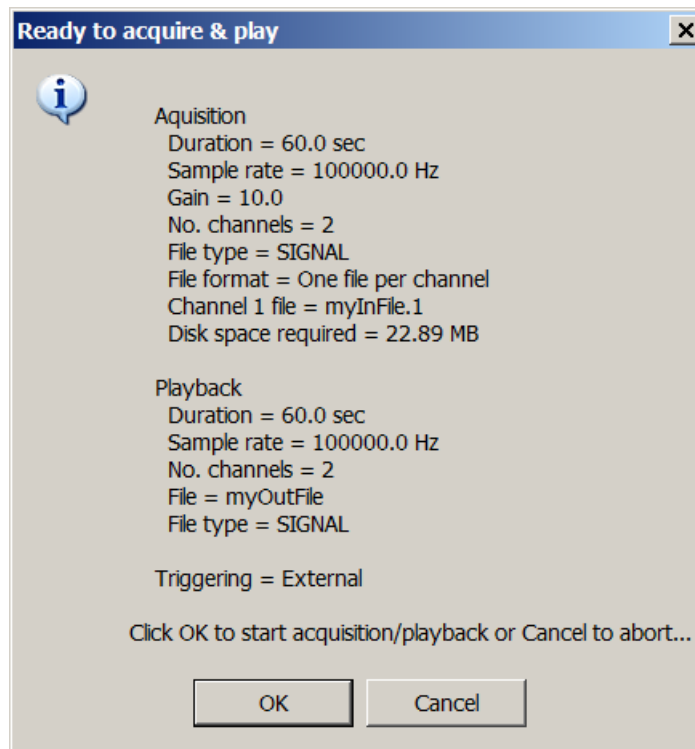 Ready to acquire & play
Aquisition
Duration = 60.0 sec
Sample rate = 100000.0 Hz
Gain = 10.0
No. channels = 2
File type = SIGNAL
File format = One file per channel
Channel 1 file = myInFile.1
Disk space required = 22.89 MB
Playback
Duration = 60.0 sec
Sample rate = 100000.0 Hz
No. channels = 2
File = myOutFile
File type = SIGNAL
Triggering = External
Click OK to start acquisition/playback or Cancel to abort...
OK
Cancel